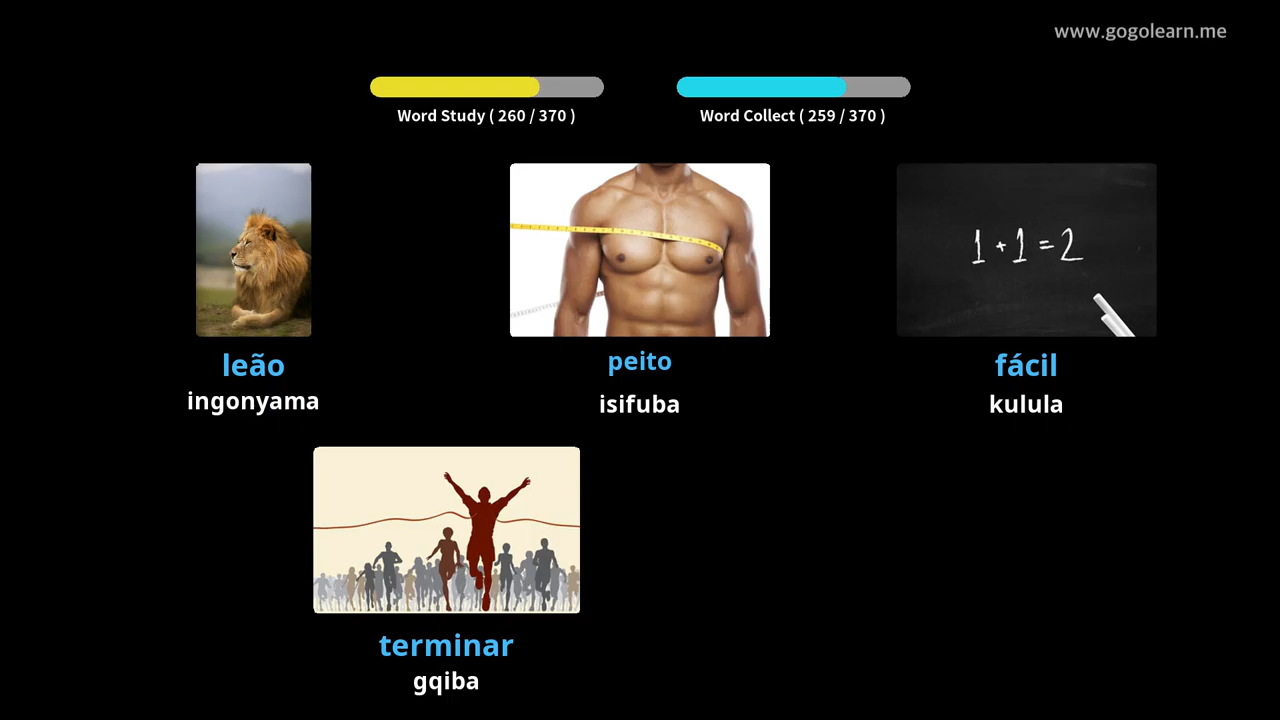 www.gogolearn.me
Word Study ( 260 / 370 )
Word Collect ( 259 / 370 )
leão
ingonyama
peito
isifuba
1 + 1 = 2
fácil
kulula
terminar
gqiba